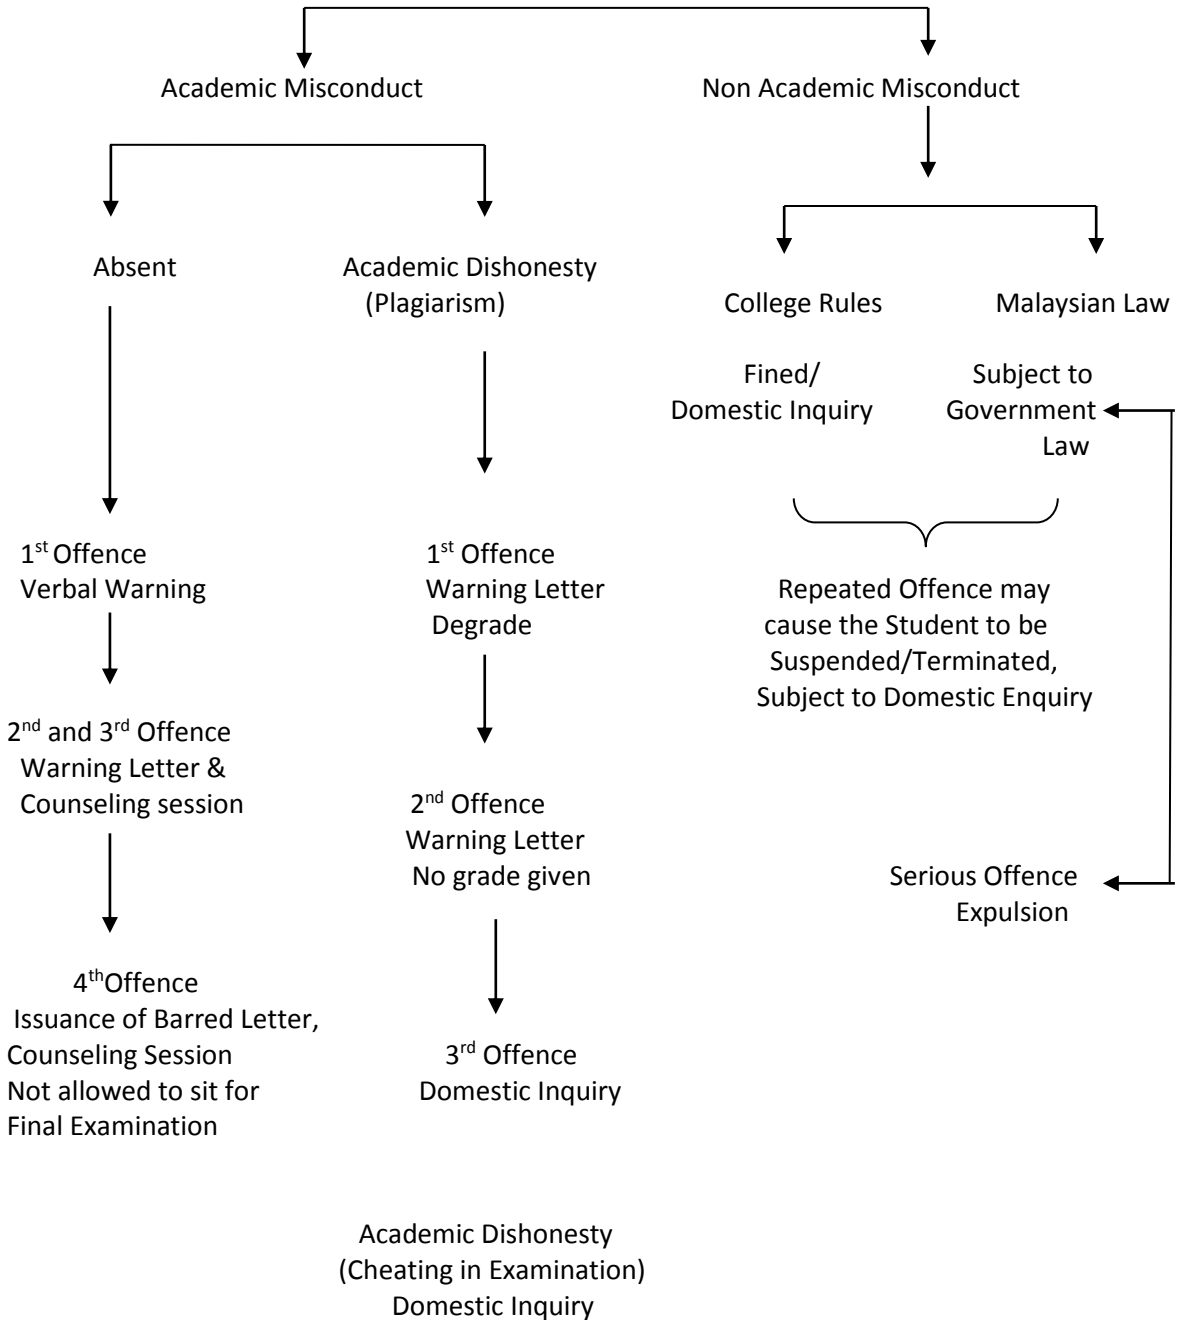 Academic Misconduct
Non Academic Misconduct
Absent
Academic Dishonesty
(Plagiarism)
College Rules
Malaysian Law
Fined/
Domestic Inquiry
Subject to
Government
Law
1st Offence
Verbal Warning
1st Offence
Warning Letter
Degrade
Repeated Offence may
cause the Student to be
Suspended/Terminated,
Subject to Domestic Enquiry
2nd and 3rd Offence
Warning Letter &
Counseling session
2nd Offence
Warning Letter
No grade given
Serious Offence
Expulsion
4thOffence
Issuance of Barred Letter,
Counseling Session
Not allowed to sit for
Final Examination
3rd Offence
Domestic Inquiry
Academic Dishonesty
(Cheating in Examination)
Domestic Inquiry